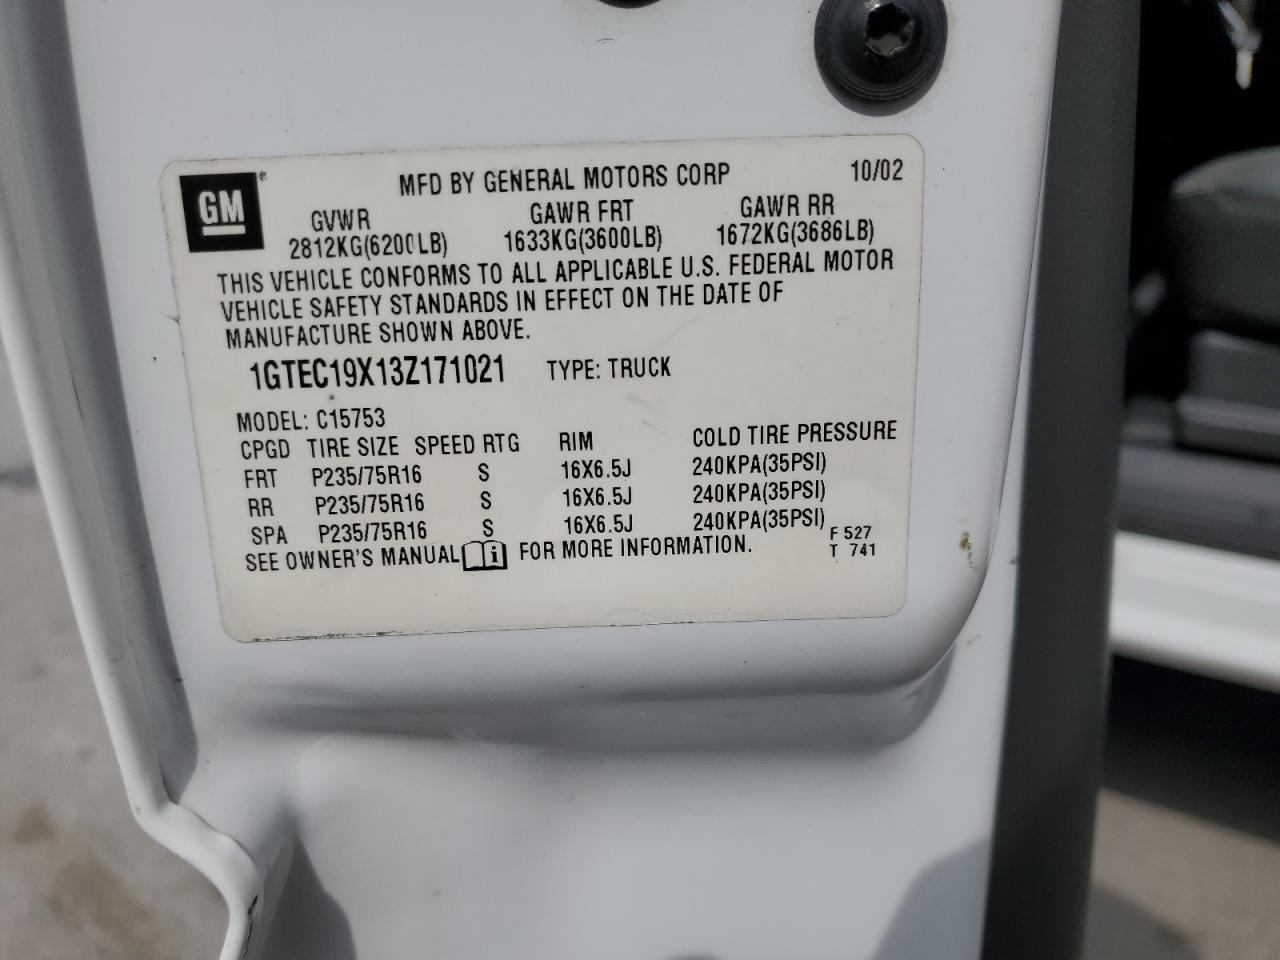 MFD BY GENERAL MOTORS CORP 10/02
GM
GVWR GAWR FRT GAWR RR
2812KG(6200LB) 1633KG(3600LB) 1672KG(3686LB)
THIS VEHICLE CONFORMS TO ALL APPLICABLE U.S. FEDERAL MOTOR
VEHICLE SAFETY STANDARDS IN EFFECT ON THE DATE OF
MANUFACTURE SHOWN ABOVE.
1GTEC19X13Z171021 TYPE: TRUCK
MODEL: C15753
CPGD TIRE SIZE SPEED RTG RIM COLD TIRE PRESSURE
FRT P235/75R16 S 16X6.5J 240KPA(35PSI)
RR P235/75R16 S 16X6.5J 240KPA(35PSI)
SPA P235/75R16 S 16X6.5J 240KPA(35PSI)
SEE OWNER'S MANUAL i FOR MORE INFORMATION.
F 527
T 741